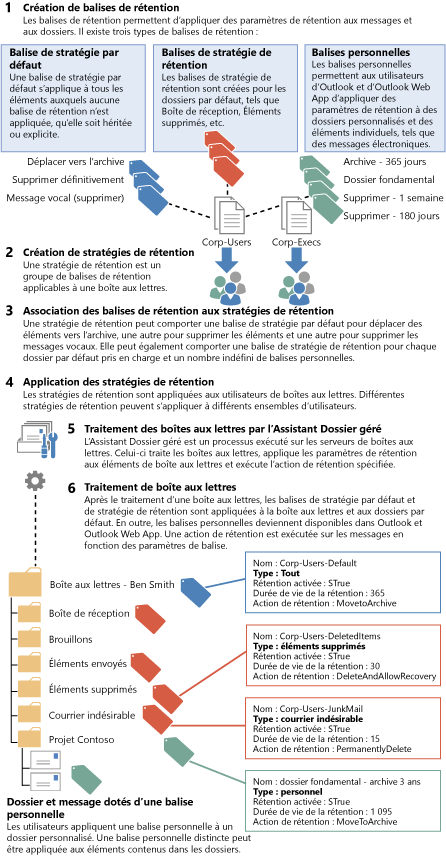 1 Création de balises de rétention
Les balises de rétention permettent d'appliquer des paramètres de rétention aux messages et
aux dossiers. Il existe trois types de balises de rétention :
Balise de stratégie par
défaut
Une balise de stratégie par
défaut s'applique à tous les
éléments auxquels aucune
balise de rétention n'est
appliquée, qu'elle soit héritée
ou explicite.
Balises de stratégie de
rétention
Les balises de stratégie de
rétention sont créées pour les
dossiers par défaut, tels que
Boîte de réception, Éléments
supprimés, etc.
Balises personnelles
Les balises personnelles
permettent aux utilisateurs
d'Outlook et d'Outlook Web
App d'appliquer des
paramètres de rétention à des
dossiers personnalisés et des
éléments individuels, tels que
des messages électroniques.
Déplacer vers l'archive
Supprimer définitivement
Message vocal (supprimer)
Archive - 365 jours
Dossier fondamental
Supprimer - 1 semaine
Supprimer - 180 jours
Corp-Users
Corp-Execs
2 Création de stratégies de rétention
Une stratégie de rétention est un
groupe de balises de rétention
applicables à une boîte aux lettres.
3 Association des balises de rétention aux stratégies de rétention
Une stratégie de rétention peut comporter une balise de stratégie par défaut pour déplacer des
éléments vers l'archive, une autre pour supprimer les éléments et une autre pour supprimer les
messages vocaux. Elle peut également comporter une balise de stratégie de rétention pour chaque
dossier par défaut pris en charge et un nombre indéfini de balises personnelles.
4 Application des stratégies de rétention
Les stratégies de rétention sont appliquées aux utilisateurs de boîtes aux lettres. Différentes
stratégies de rétention peuvent s'appliquer à différents ensembles d'utilisateurs.
5 Traitement des boîtes aux lettres par l'Assistant Dossier géré
L'Assistant Dossier géré est un processus exécuté sur les serveurs de boîtes aux
lettres. Celui-ci traite les boîtes aux lettres, applique les paramètres de rétention
aux éléments de boîte aux lettres et exécute l'action de rétention spécifiée.
6 Traitement de boîte aux lettres
Après le traitement d'une boîte aux lettres, les balises de stratégie par défaut et
de stratégie de rétention sont appliquées à la boîte aux lettres et aux dossiers par
défaut. En outre, les balises personnelles deviennent disponibles dans Outlook et
Outlook Web App. Une action de rétention est exécutée sur les messages en
fonction des paramètres de balise.
Boîte aux lettres - Ben Smith
Boîte de réception
Brouillons
Éléments envoyés
Éléments supprimés
Courrier indésirable
Projet Contoso
Nom : Corp-Users-Default
Type : Tout
Rétention activée : STrue
Durée de vie de la rétention : 365
Action de rétention : MovetoArchive
Nom : Corp-Users-DeletedItems
Type : éléments supprimés
Rétention activée : STrue
Durée de vie de la rétention : 30
Action de rétention : DeleteAndAllowRecovery
Nom : Corp-Users-JunkMail
Type : courrier indésirable
Rétention activée : STrue
Durée de vie de la rétention : 15
Action de rétention : PermanentlyDelete
Nom : dossier fondamental - archive 3 ans
Type : personnel
Rétention activée : STrue
Durée de vie de la rétention : 1 095
Action de rétention : MoveToArchive
Dossier et message dotés d'une balise
personnelle
Les utilisateurs appliquent une balise personnelle à un
dossier personnalisé. Une balise personnelle distincte peut
être appliquée aux éléments contenus dans les dossiers.